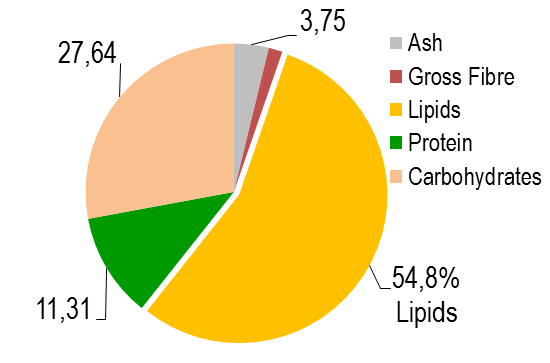 3,75
27,64
Ash
Gross Fibre
Lipids
Protein
Carbohydrates
54,8%
Lipids
11,31